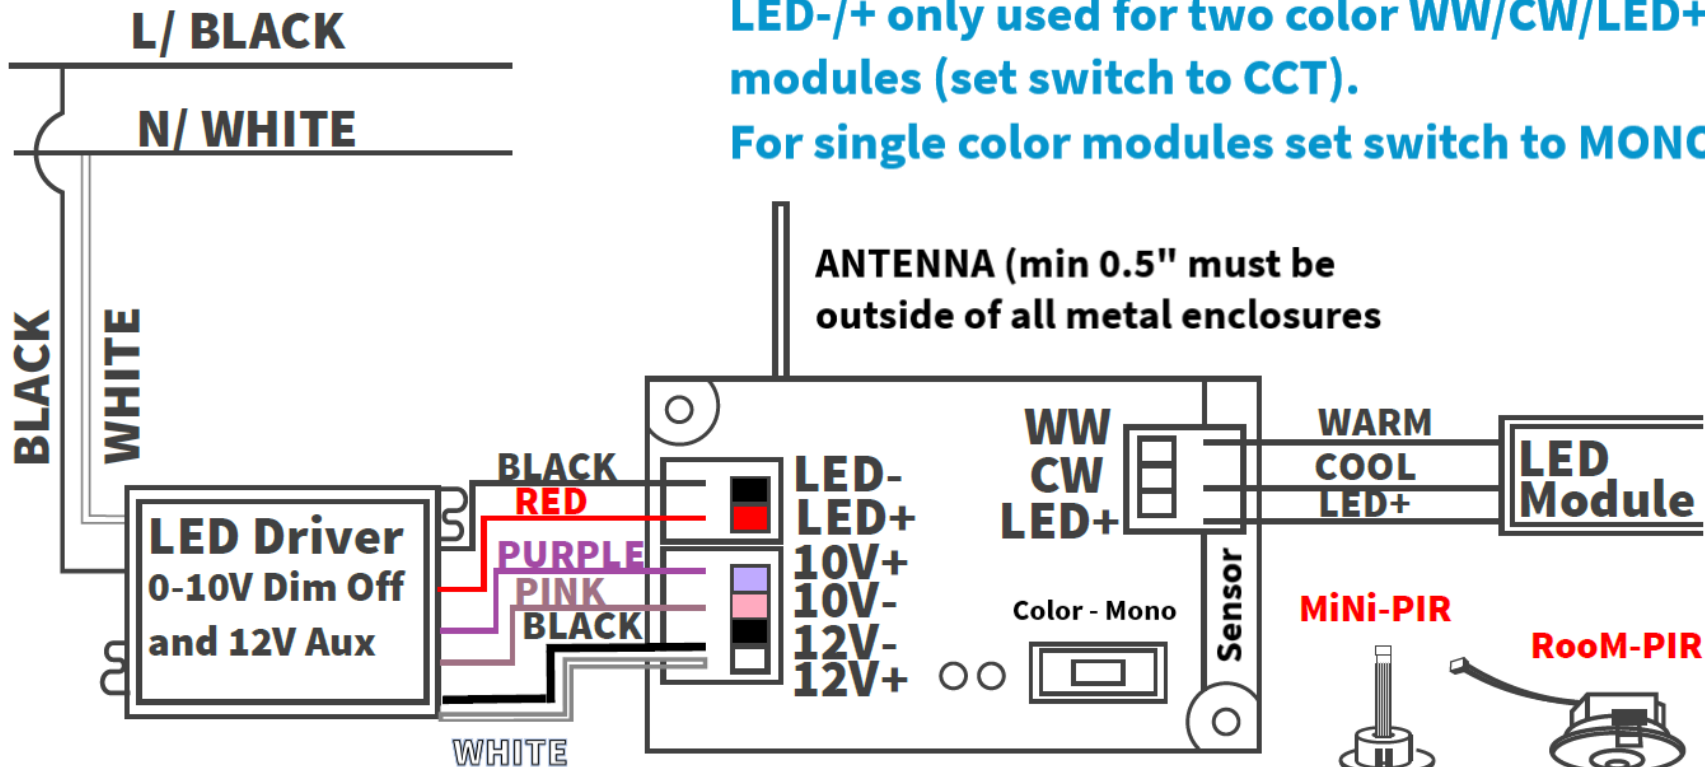 L/ BLACK
N/ WHITE
LED-/+ only used for two color WW/CW/LED+
modules (set switch to CCT).
For single color modules set switch to MONO
ANTENNA (min 0.5" must be
outside of all metal enclosures
BLACK
WHITE
LED Driver
0-10V Dim Off
and 12V Aux
BLACK
RED
PURPLE
PINK
BLACK
WHITE
LED-
LED+
10V+
10V-
12V-
12V+
WW
CW
LED+
Color - Mono
Sensor
WARM
COOL
LED+
LED
Module
MiNi-PIR
RooM-PIR